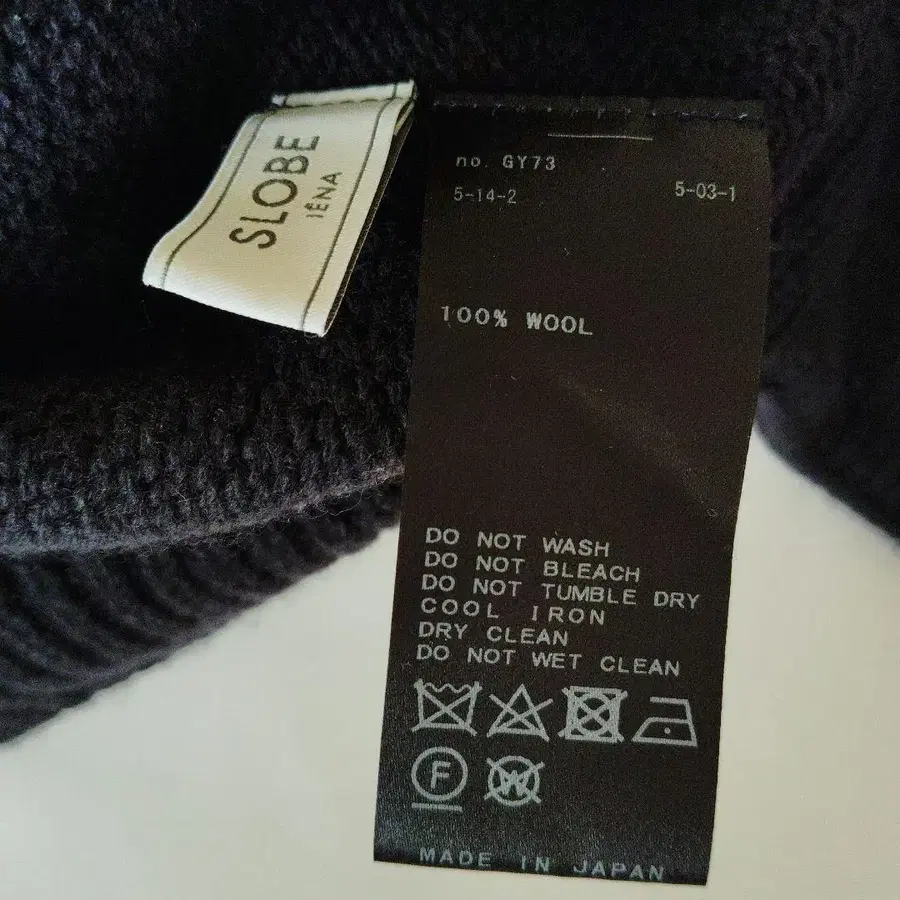 SLOBE
IÉNA
no. GY73
5-14-2 5-03-1
100% WOOL
DO NOT WASH
DO NOT BLEACH
DO NOT TUMBLE DRY
COOL IRON
DRY CLEAN
DO NOT WET CLEAN
F W
MADE IN JAPAN